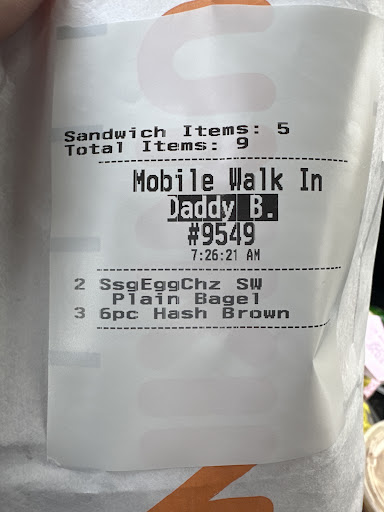 Sandwich Items: 5
Total Items: 9
Mobile Walk In
Daddy B.
#9549
7:26:21 AM
2 SsgEggChz SW
Plain Bagel
3 6pc Hash Brown